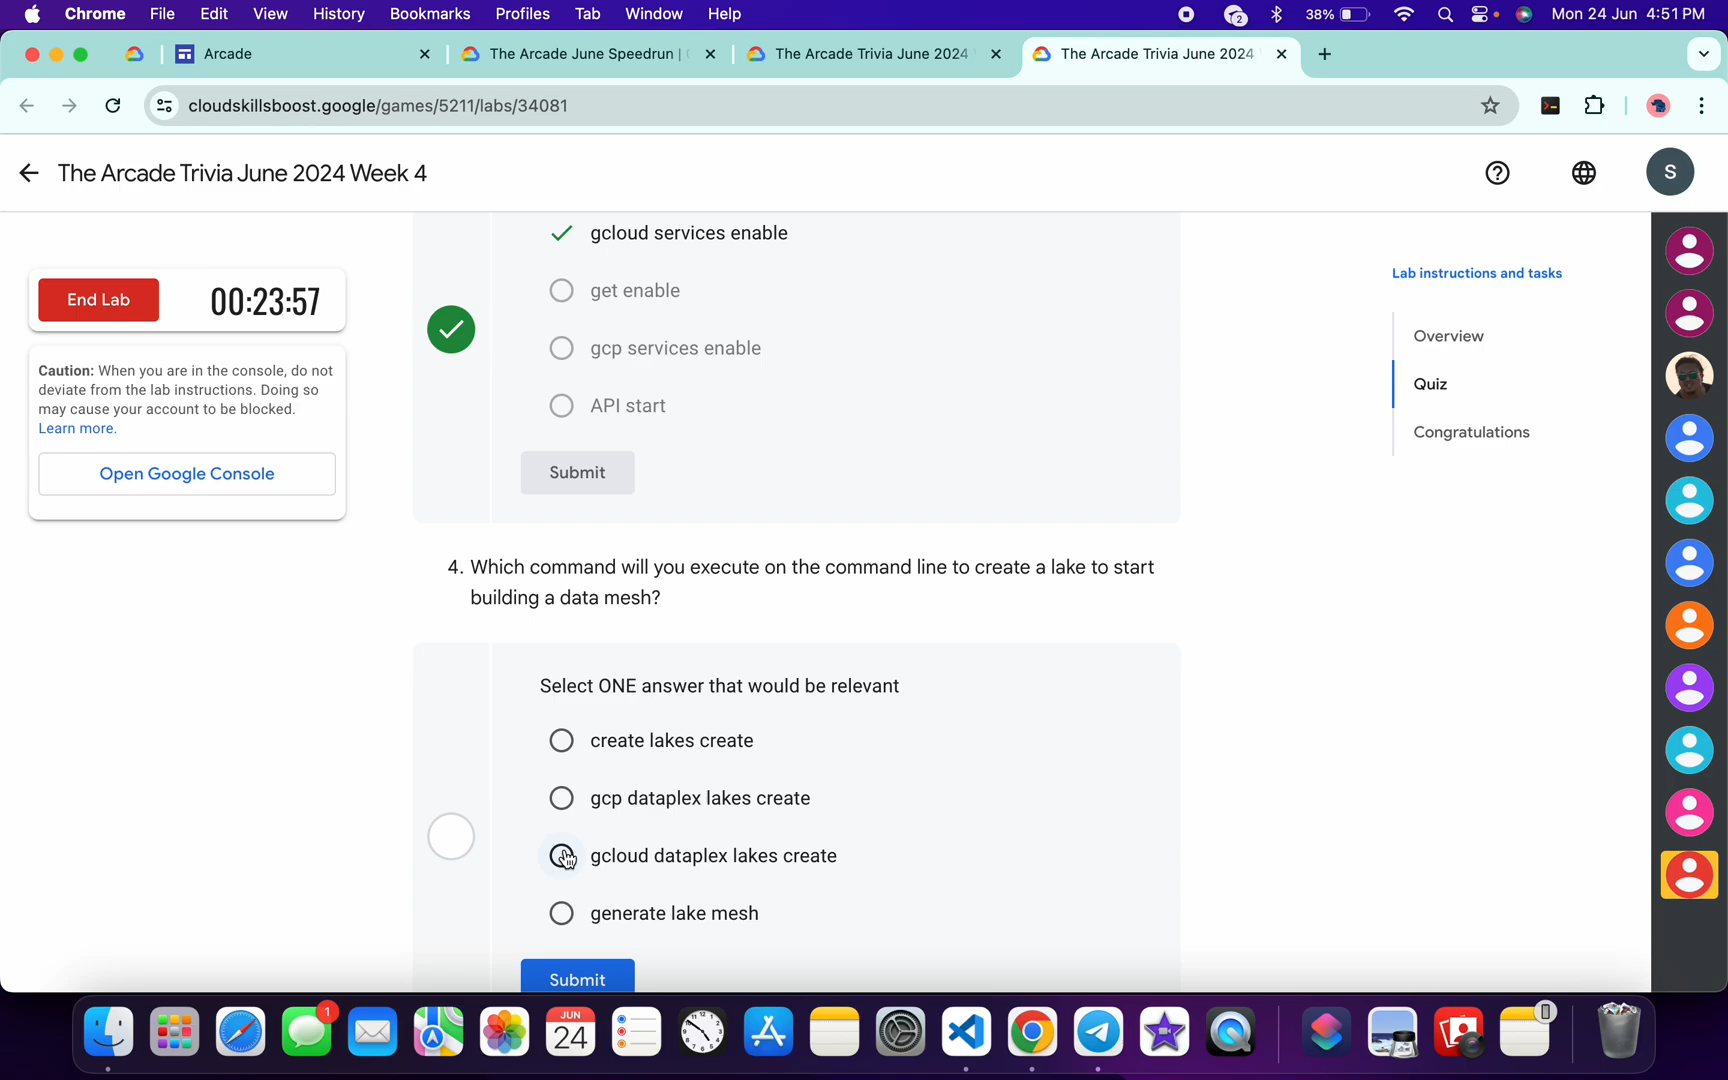 Chrome File Edit View History Bookmarks Profiles Tab Window Help 2 38% Mon 24 Jun 4:51 PM
Arcade The Arcade June Speedrun | The Arcade Trivia June 2024 The Arcade Trivia June 2024
cloudskillsboost.google/games/5211/labs/34081
The Arcade Trivia June 2024 Week 4 S
gcloud services enable
get enable
gcp services enable
API start
Submit
End Lab 00:23:57
Caution: When you are in the console, do not
deviate from the lab instructions. Doing so
may cause your account to be blocked.
Learn more.
Open Google Console
Lab instructions and tasks
Overview
Quiz
Congratulations
4. Which command will you execute on the command line to create a lake to start
building a data mesh?
Select ONE answer that would be relevant
create lakes create
gcp dataplex lakes create
gcloud dataplex lakes create
generate lake mesh
Submit
1
JUN
24